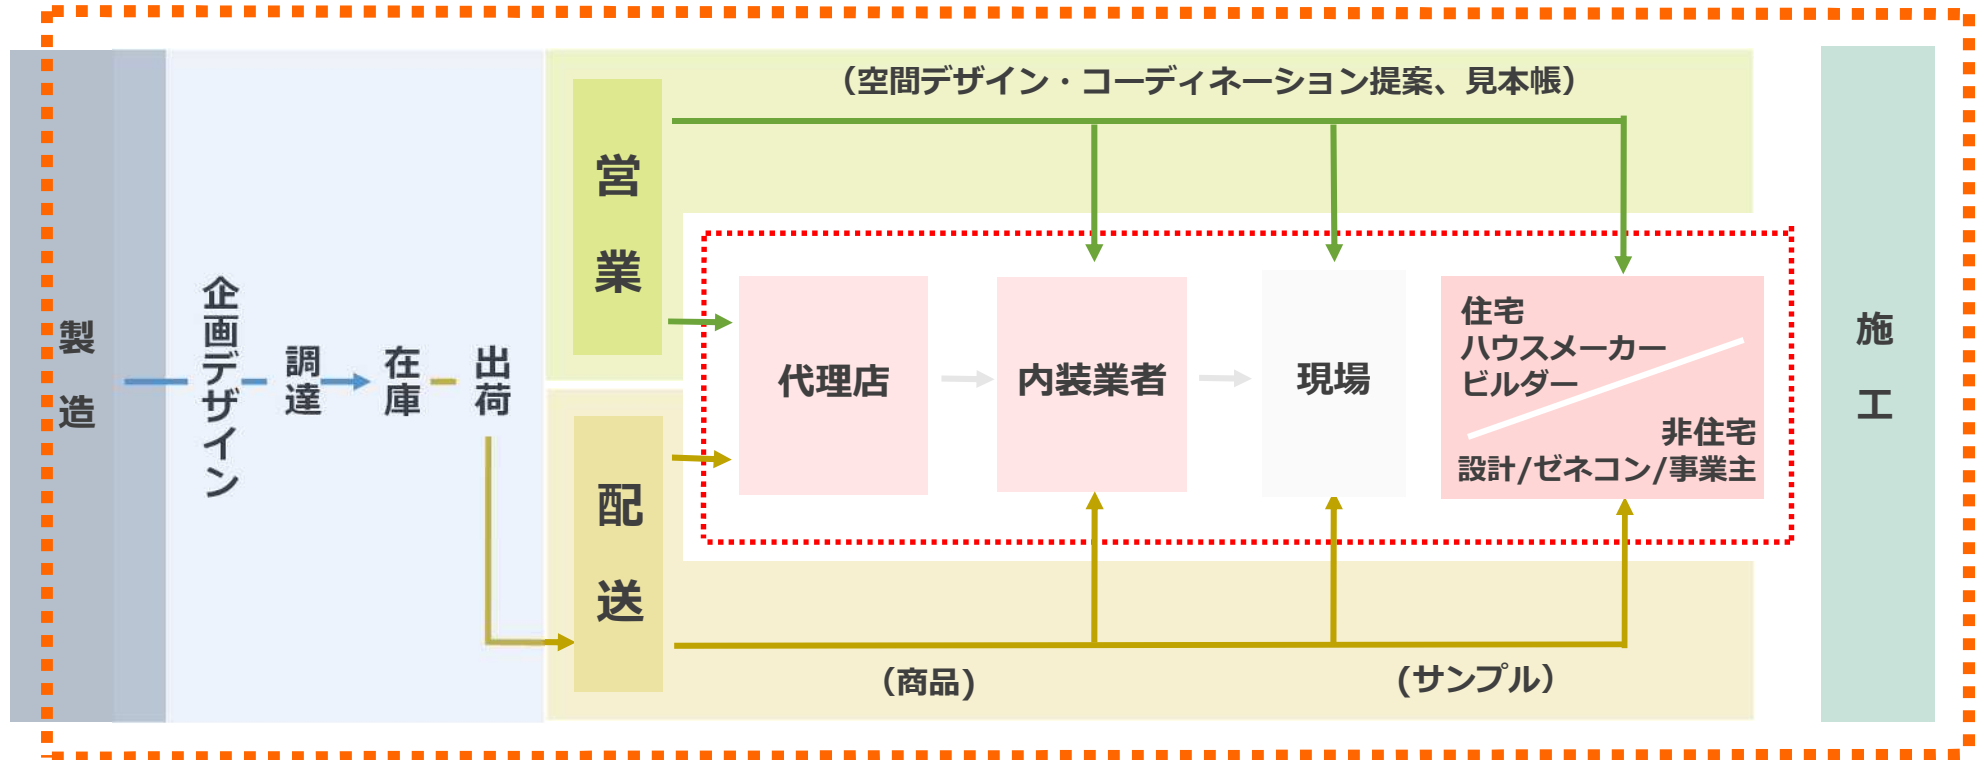 製造
企画デザイン
調達
在庫
出荷
営業
（空間デザイン・コーディネーション提案、見本帳）
代理店
内装業者
現場
住宅
ハウスメーカー
ビルダー
非住宅
設計/ゼネコン/事業主
配送
（商品)
(サンプル）
施工